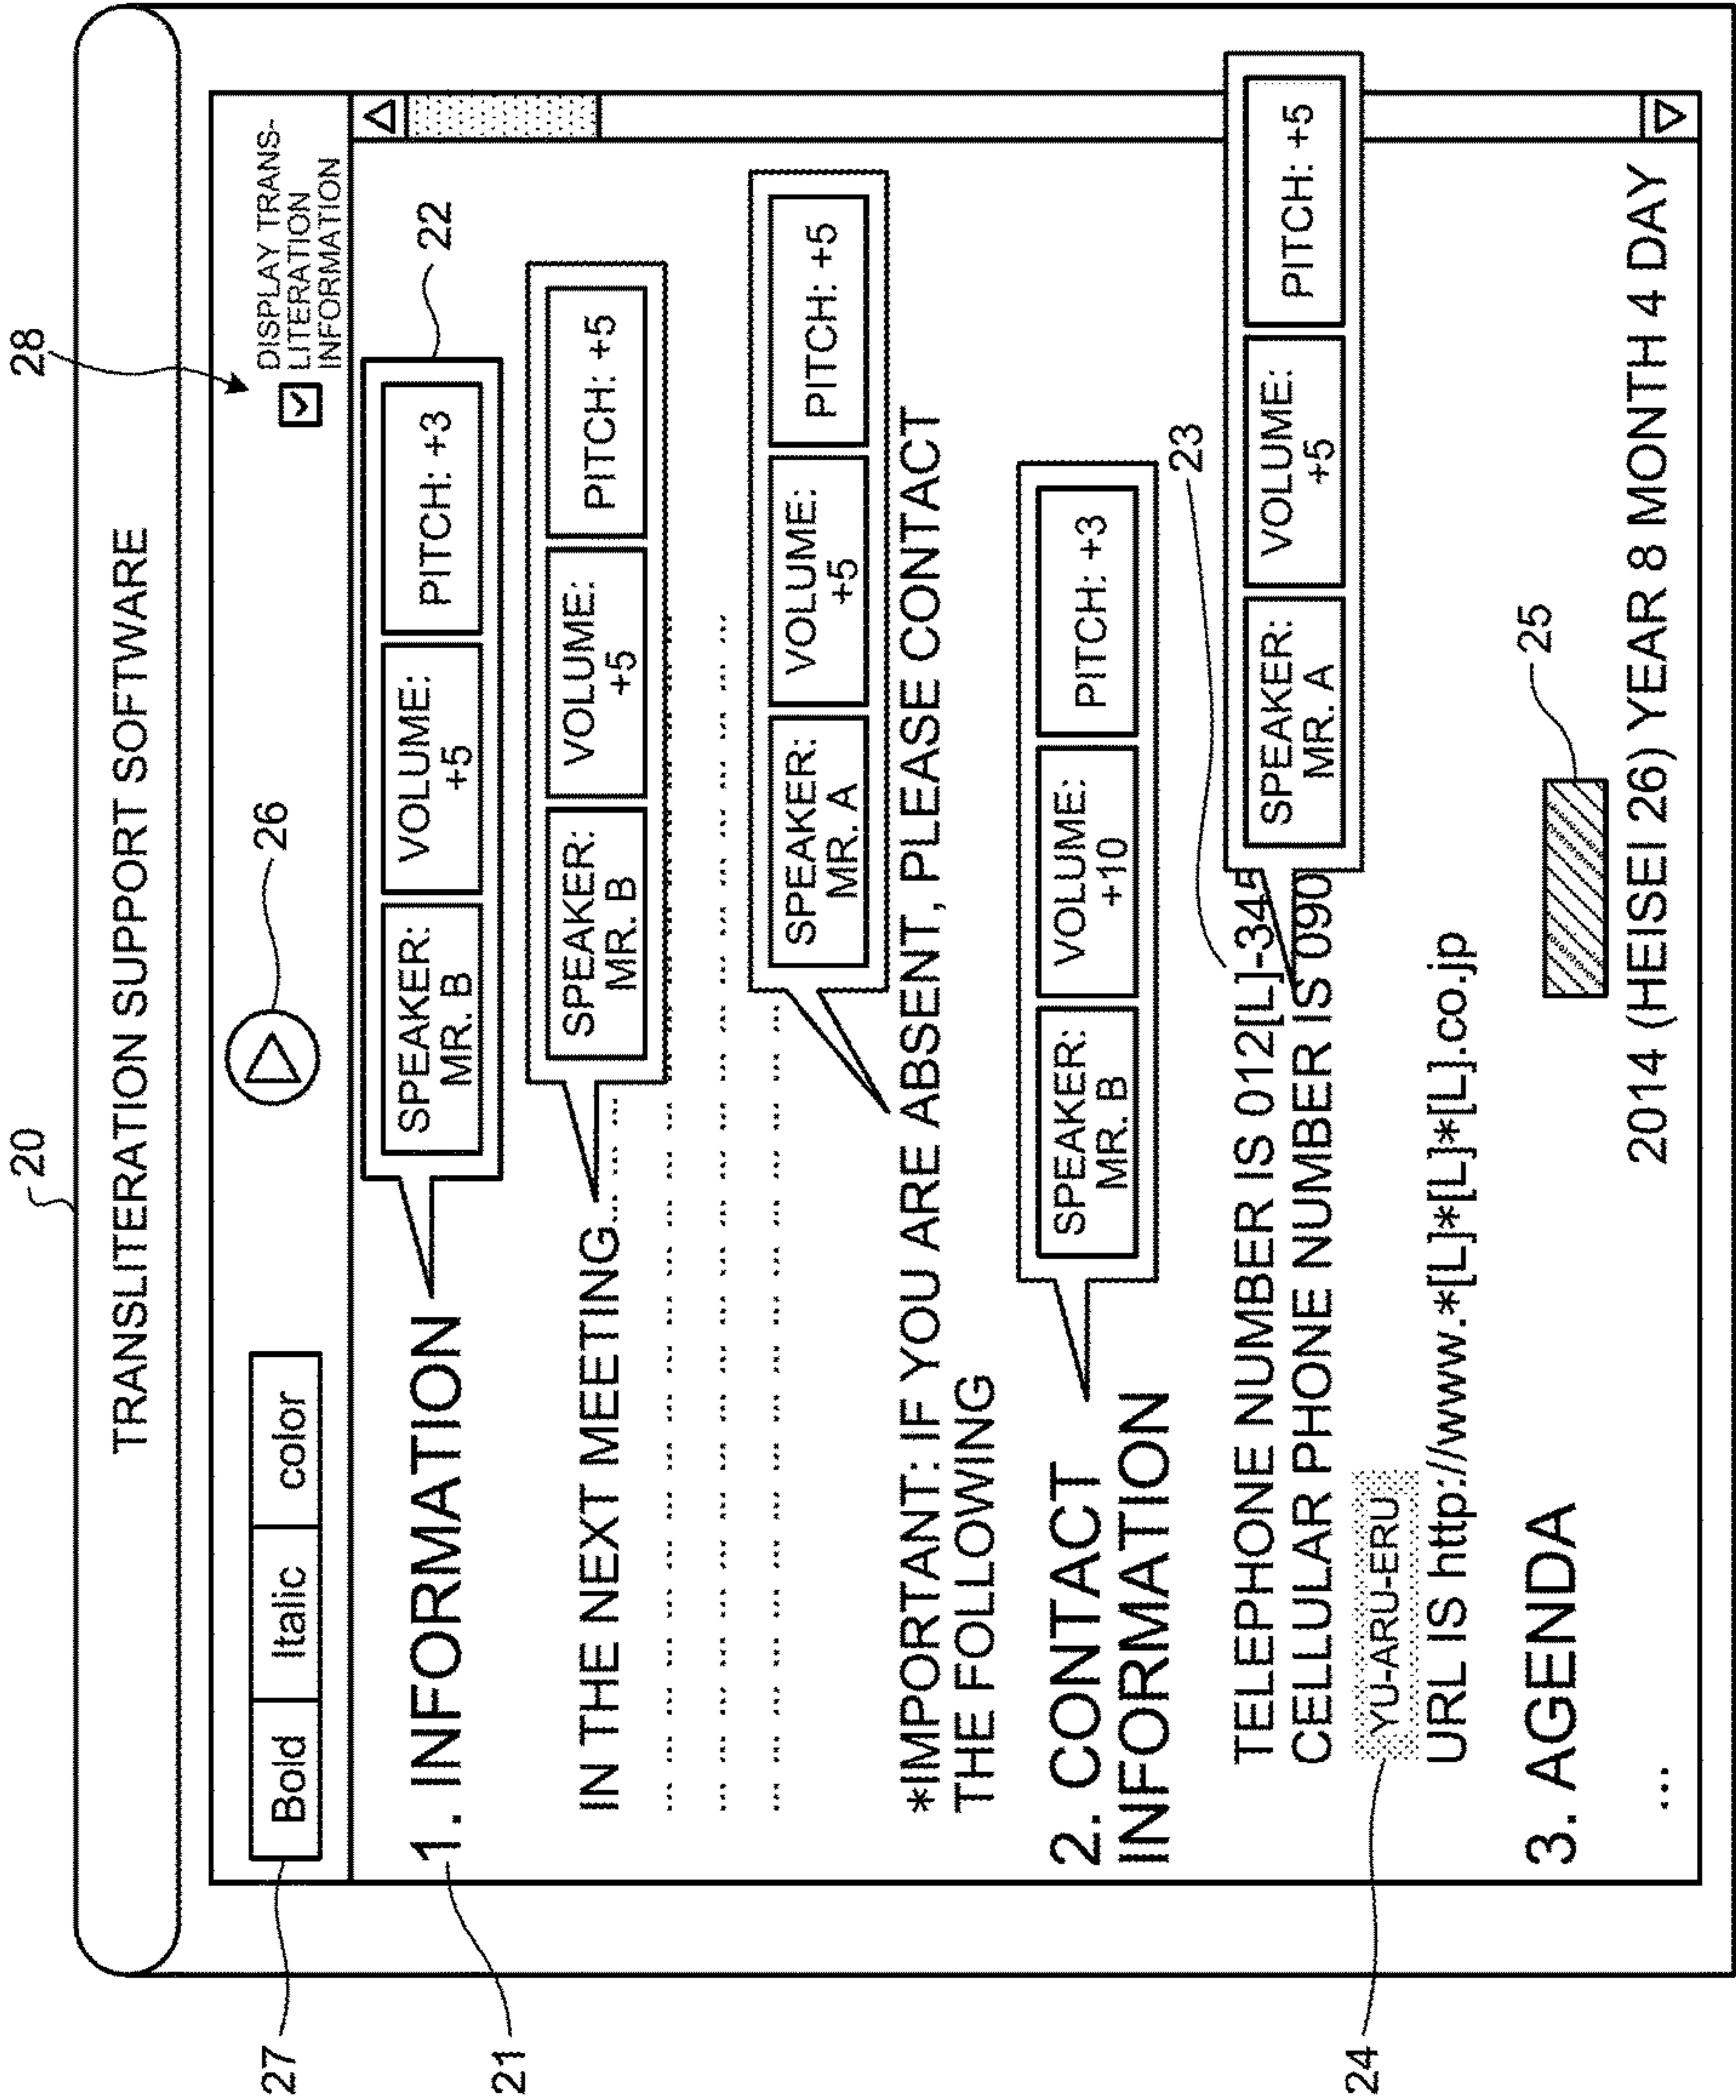 20
28
TRANSLITERATION SUPPORT SOFTWARE
27
Bold Italic color
26
DISPLAY TRANS-
LITERATION
INFORMATION
21
1. INFORMATION
SPEAKER:
MR. B
VOLUME:
+5
PITCH: +3
22
IN THE NEXT MEETING... ... ...
SPEAKER:
MR. B
VOLUME:
+5
PITCH: +5
SPEAKER:
MR. A
VOLUME:
+5
PITCH: +5
*IMPORTANT: IF YOU ARE ABSENT, PLEASE CONTACT
THE FOLLOWING
2. CONTACT
INFORMATION
SPEAKER:
MR. B
VOLUME:
+10
PITCH: +3
23
TELEPHONE NUMBER IS 012[L]-345
CELLULAR PHONE NUMBER IS 090
SPEAKER:
MR. A
VOLUME:
+5
PITCH: +5
24
YU-ARU-ERU
URL IS http://www.*[L]*[L]*[L].co.jp
25
3. AGENDA
...
2014 (HEISEI 26) YEAR 8 MONTH 4 DAY